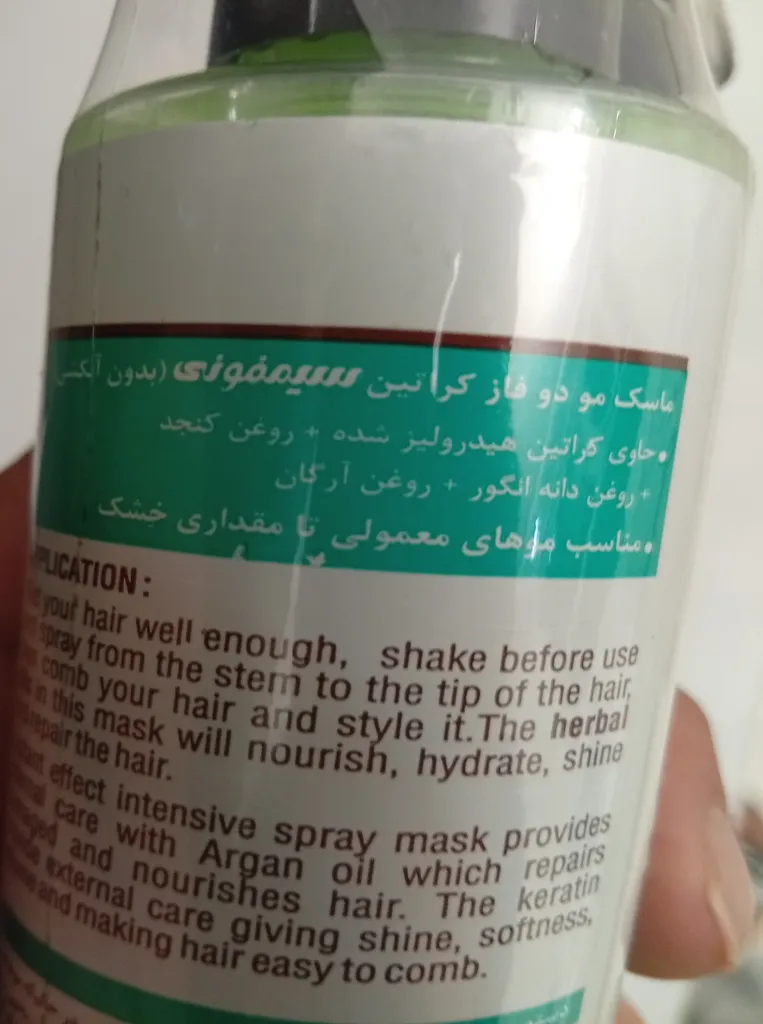 ماسک مو دو فاز کراتین سیمفونی (بدون آبکشی
•حاوی کراتین هیدرولیز شده + روغن کنجد
+ روغن دانه انگور + روغن آرگان
•مناسب موهای معمولی تا مقداری خشک
PLICATION :
your hair well enough, shake before use
spray from the stem to the tip of the hair,
comb your hair and style it.The herbal
in this mask will nourish, hydrate, shine
repair the hair.
effect intensive spray mask provides
care with Argan oil which repairs
and nourishes hair. The keratin
external care giving shine, softness,
and making hair easy to comb.